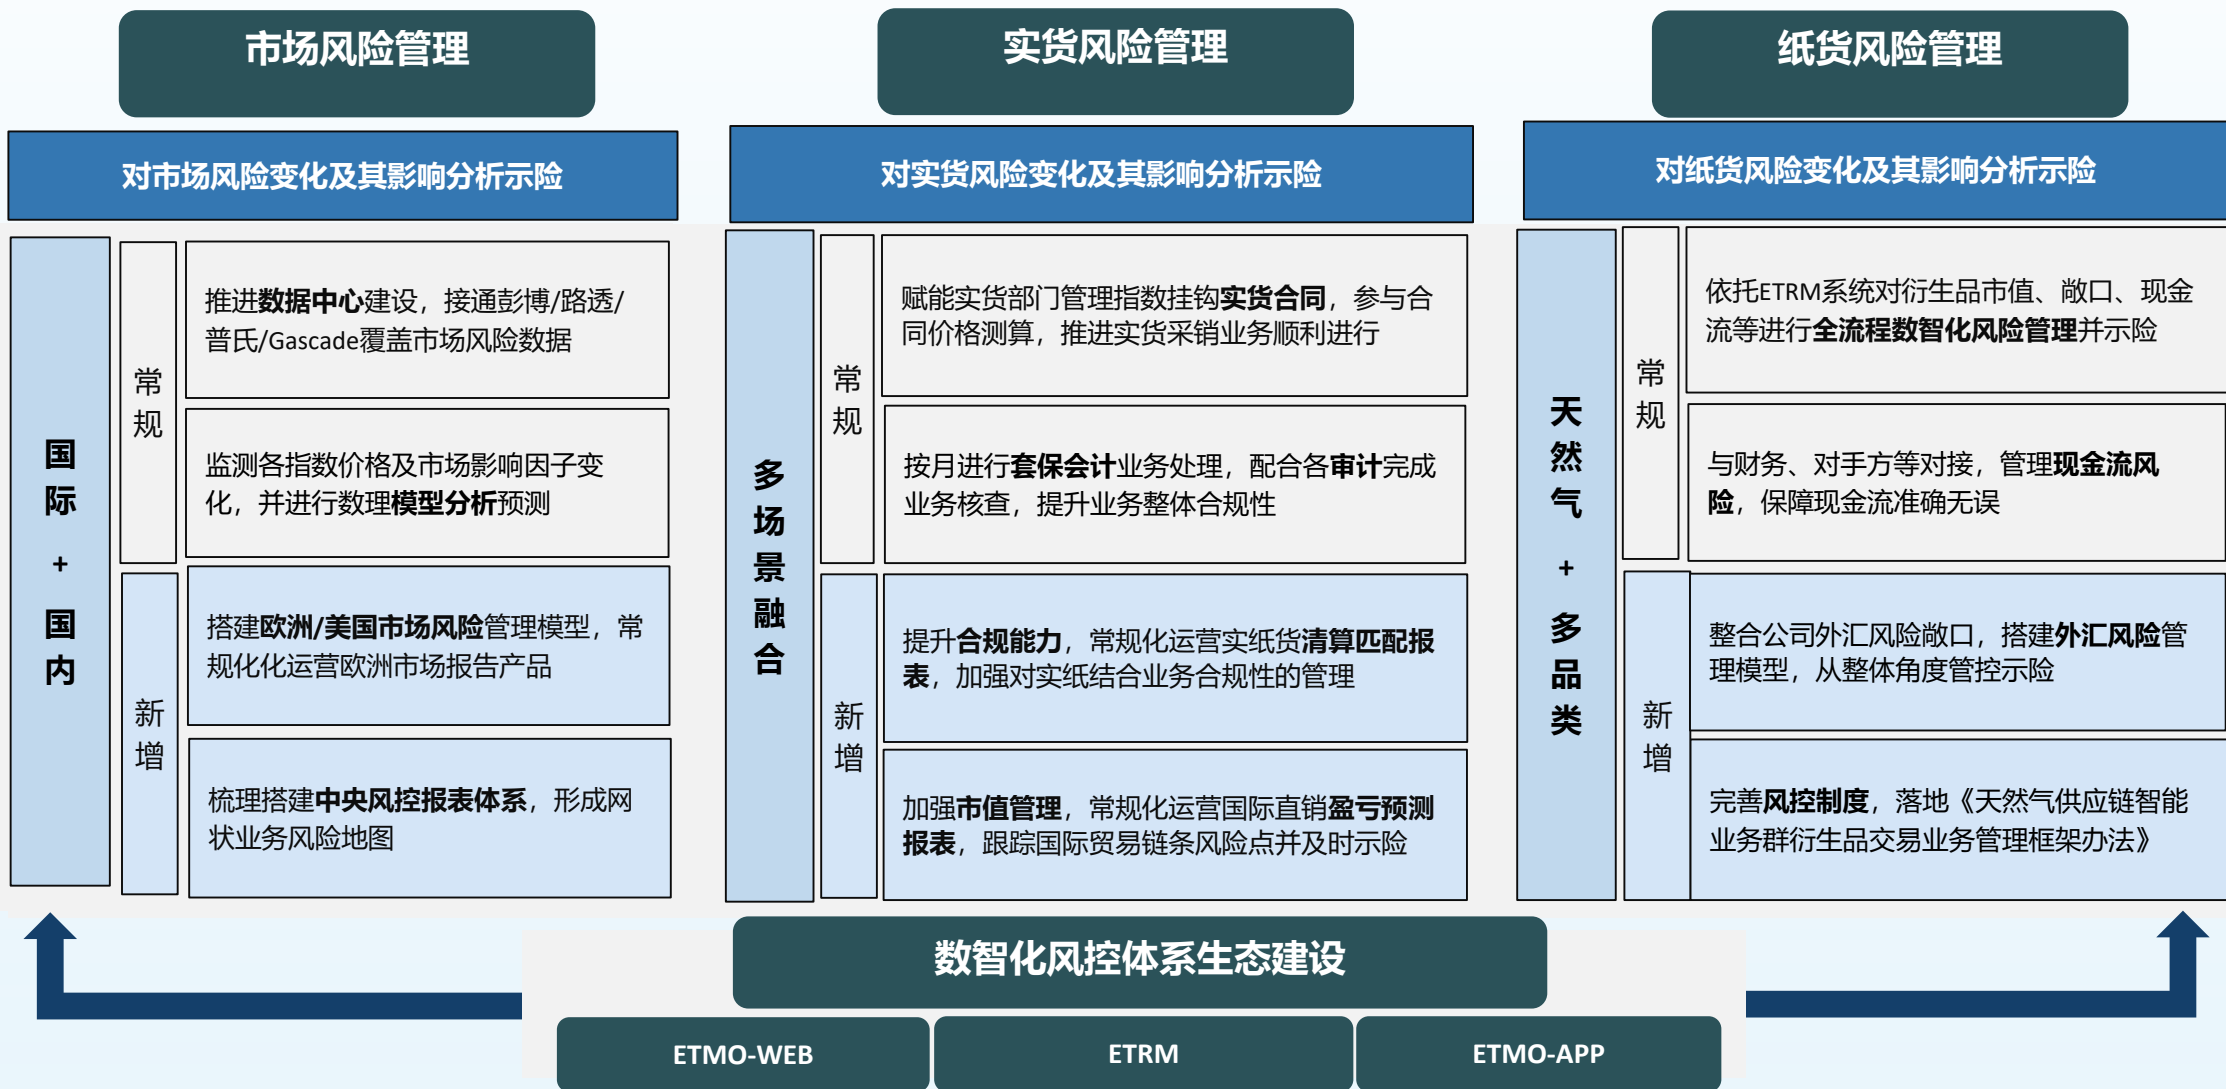 市场风险管理
对市场风险变化及其影响分析示险
国际+国内
常规
推进数据中心建设，接通彭博/路透/
普氏/Gascade覆盖市场风险数据
监测各指数价格及市场影响因子变
化，并进行数理模型分析预测
新增
搭建欧洲/美国市场风险管理模型，常
规化化运营欧洲市场报告产品
梳理搭建中央风控报表体系，形成网
状业务风险地图
实货风险管理
对实货风险变化及其影响分析示险
多场景融合
常规
赋能实货部门管理指数挂钩实货合同，参与合
同价格测算，推进实货采销业务顺利进行
按月进行套保会计业务处理，配合各审计完成
业务核查，提升业务整体合规性
新增
提升合规能力，常规化运营实纸货清算匹配报
表，加强对实纸结合业务合规性的管理
加强市值管理，常规化运营国际直销盈亏预测
报表，跟踪国际贸易链条风险点并及时示险
纸货风险管理
对纸货风险变化及其影响分析示险
天然气+多品类
常规
依托ETRM系统对衍生品市值、敞口、现金
流等进行全流程数智化风险管理并示险
与财务、对手方等对接，管理现金流风
险，保障现金流准确无误
新增
整合公司外汇风险敞口，搭建外汇风险管
理模型，从整体角度管控示险
完善风控制度，落地《天然气供应链智能
业务群衍生品交易业务管理框架办法》
数智化风控体系生态建设
ETMO-WEB
ETRM
ETMO-APP